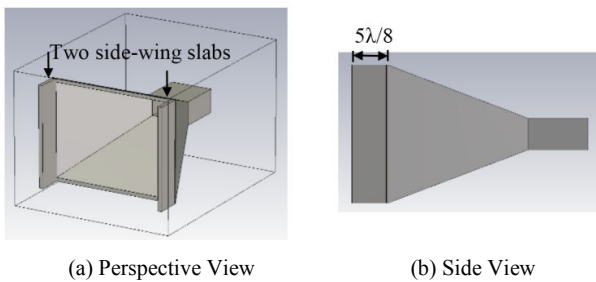 Two side-wing slabs
5λ/8
(a) Perspective View
(b) Side View